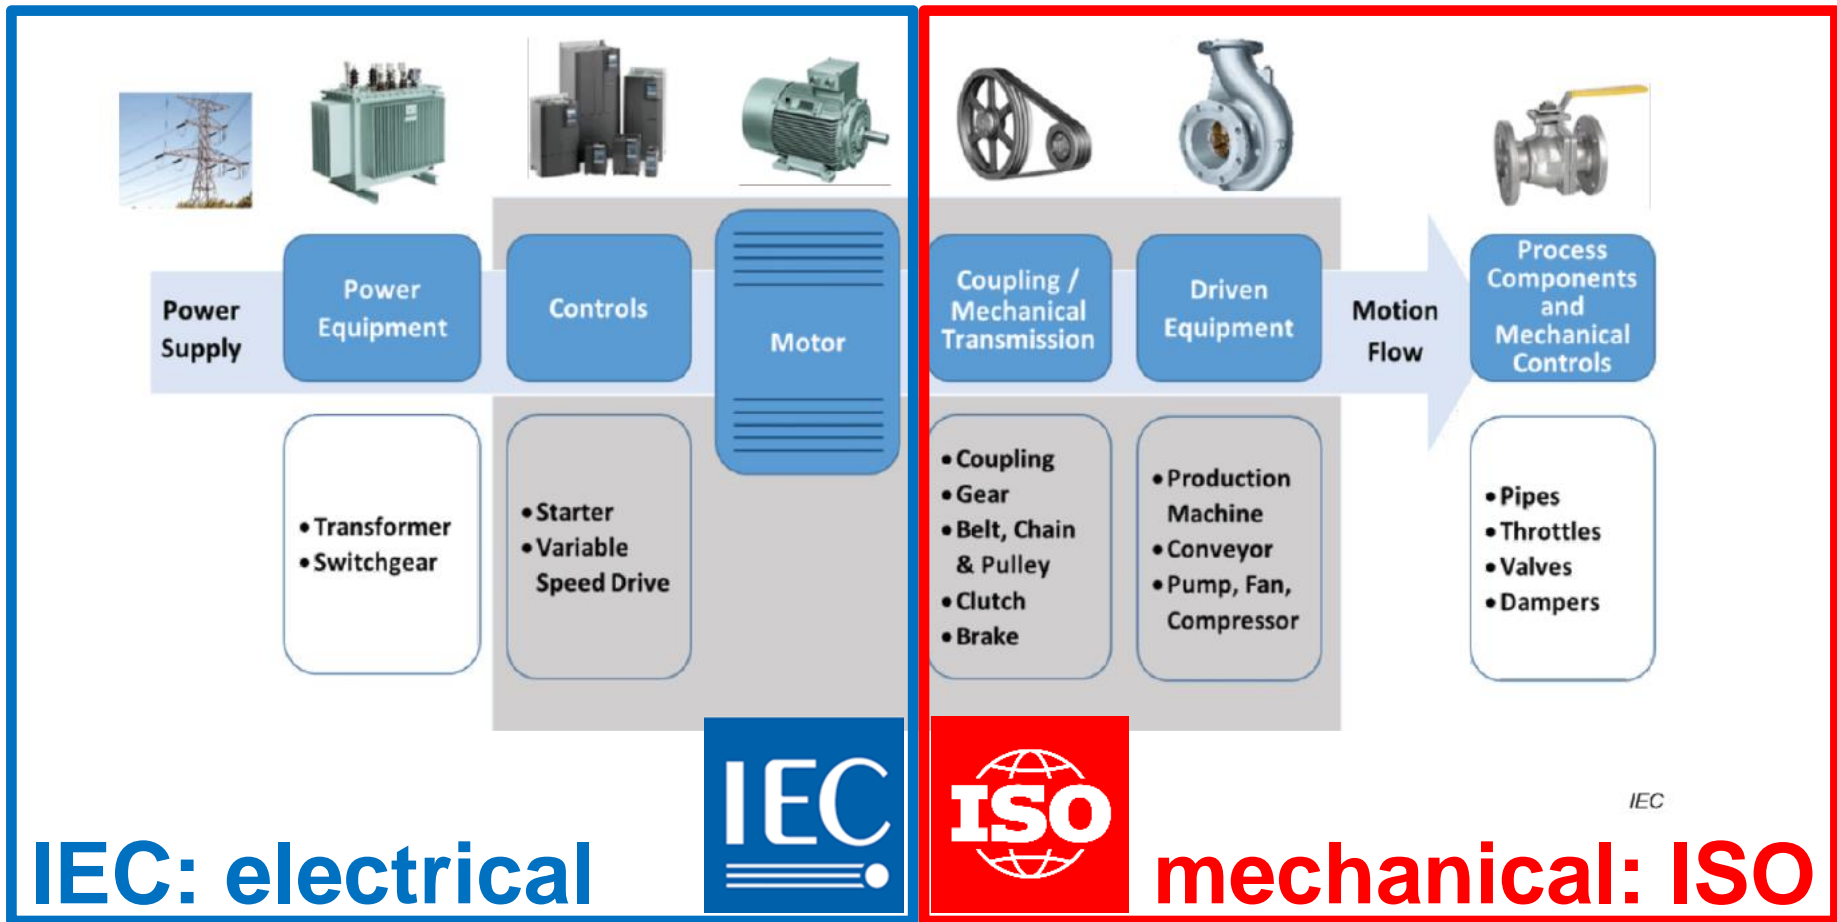 Power
Supply
Power
Equipment
Controls
Motor
Coupling /
Mechanical
Transmission
Driven
Equipment
Motion
Flow
Process
Components
and
Mechanical
Controls
• Transformer
• Switchgear
• Starter
• Variable
Speed Drive
• Coupling
• Gear
• Belt, Chain
& Pulley
• Clutch
• Brake
• Production
Machine
• Conveyor
• Pump, Fan,
Compressor
• Pipes
• Throttles
• Valves
• Dampers
IEC
ISO
IEC
IEC: electrical
mechanical: ISO